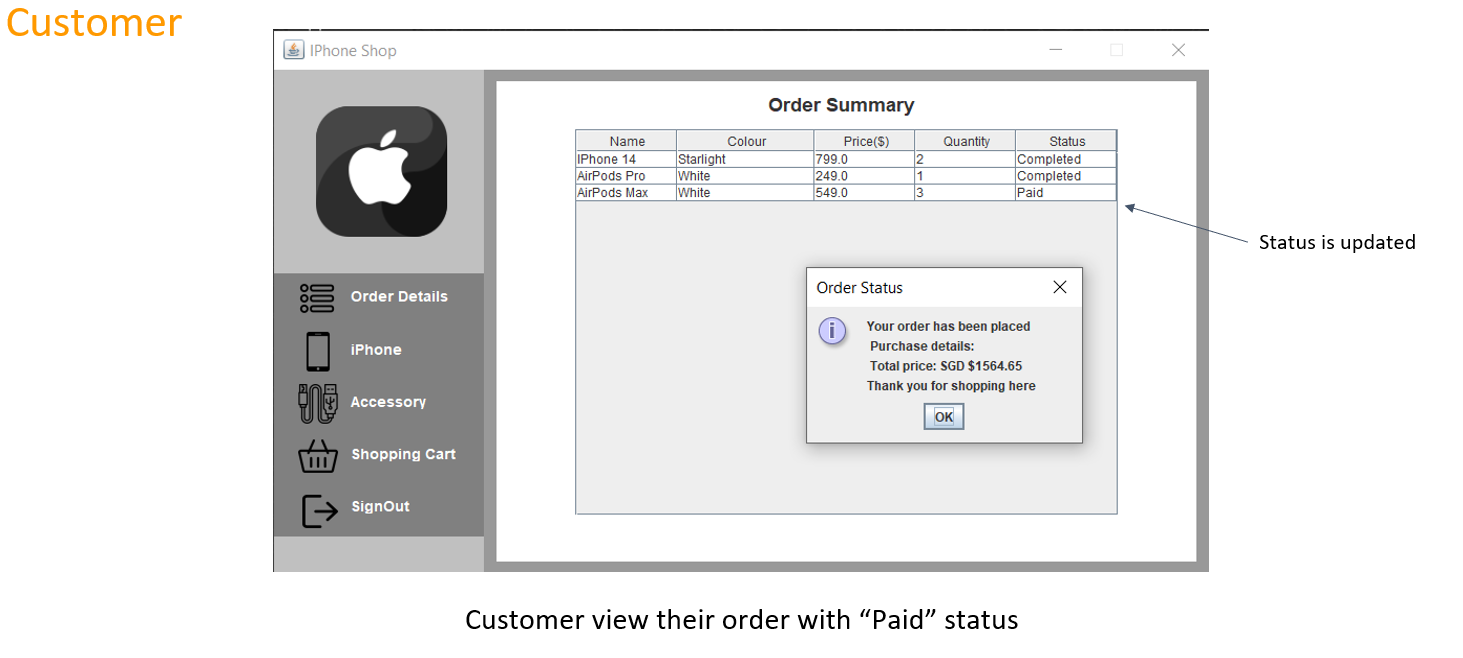 Customer
IPhone Shop
Order Summary
Name Colour Price($) Quantity Status
IPhone 14 Starlight 799.0 2 Completed
AirPods Pro White 249.0 1 Completed
AirPods Max White 549.0 3 Paid
Status is updated
Order Details
iPhone
Accessory
Shopping Cart
SignOut
Order Status
i
Your order has been placed
Purchase details:
Total price: SGD $1564.65
Thank you for shopping here
OK
Customer view their order with “Paid” status